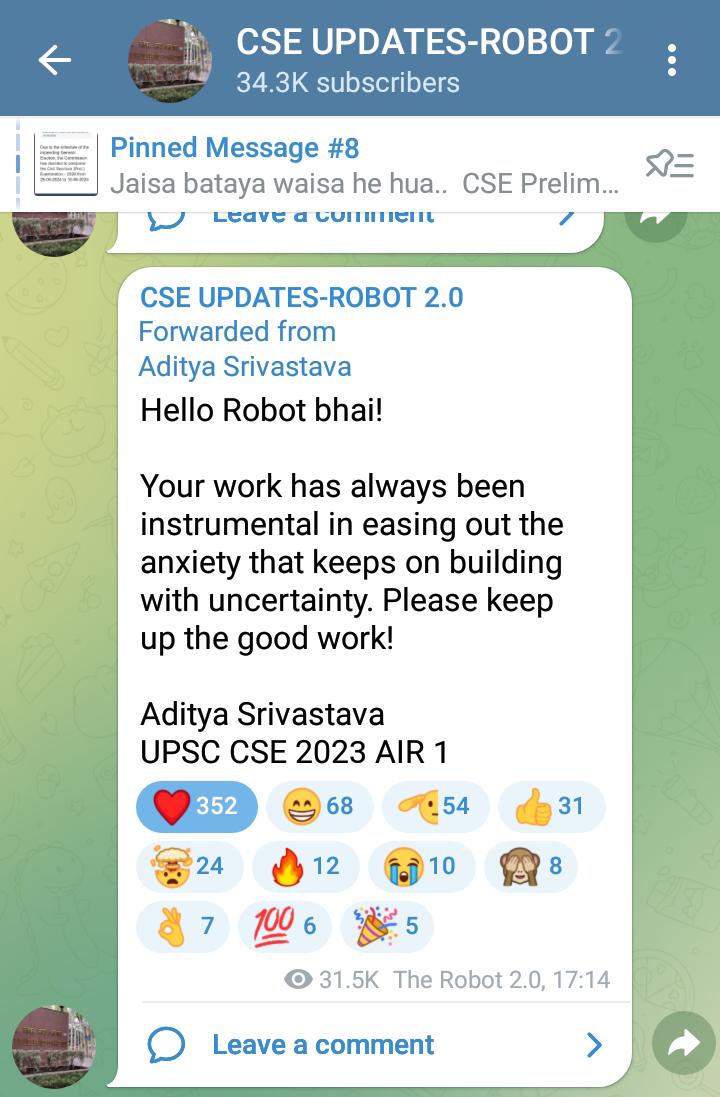 CSE UPDATES-ROBOT 2
34.3K subscribers
Pinned Message #8
Jaisa bataya waisa he hua.. CSE Prelim...
Leave a comment
CSE UPDATES-ROBOT 2.0
Forwarded from
Aditya Srivastava
Hello Robot bhai!
Your work has always been
instrumental in easing out the
anxiety that keeps on building
with uncertainty. Please keep
up the good work!
Aditya Srivastava
UPSC CSE 2023 AIR 1
352 68 54 31
24 12 10 8
7 100 6 5
31.5K The Robot 2.0, 17:14
Leave a comment